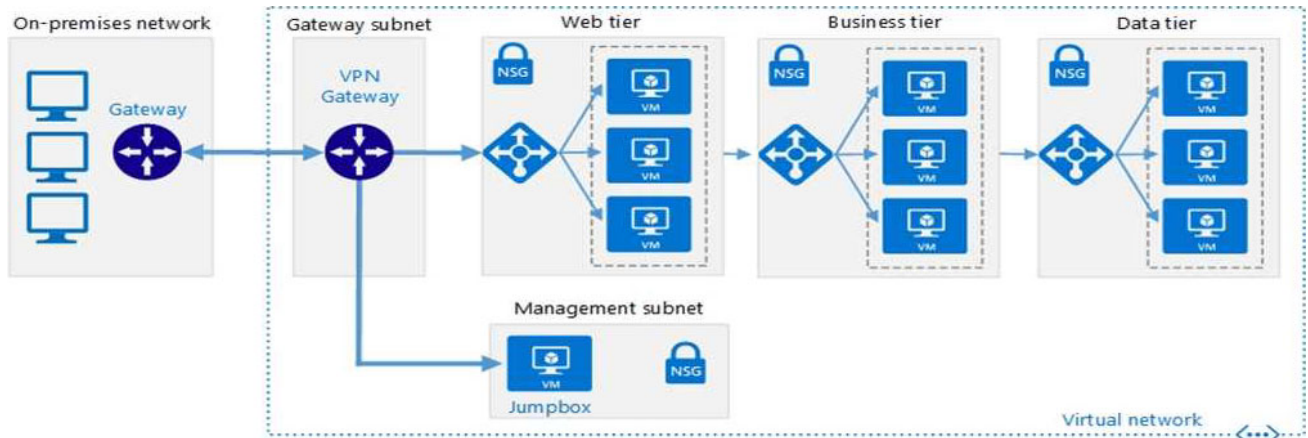 On-premises network
Gateway subnet
Web tier
Business tier
Data tier
Gateway
VPN
Gateway
NSG
VM
VM
VM
NSG
VM
VM
VM
NSG
VM
VM
VM
Management subnet
VM
Jumpbox
NSG
Virtual network